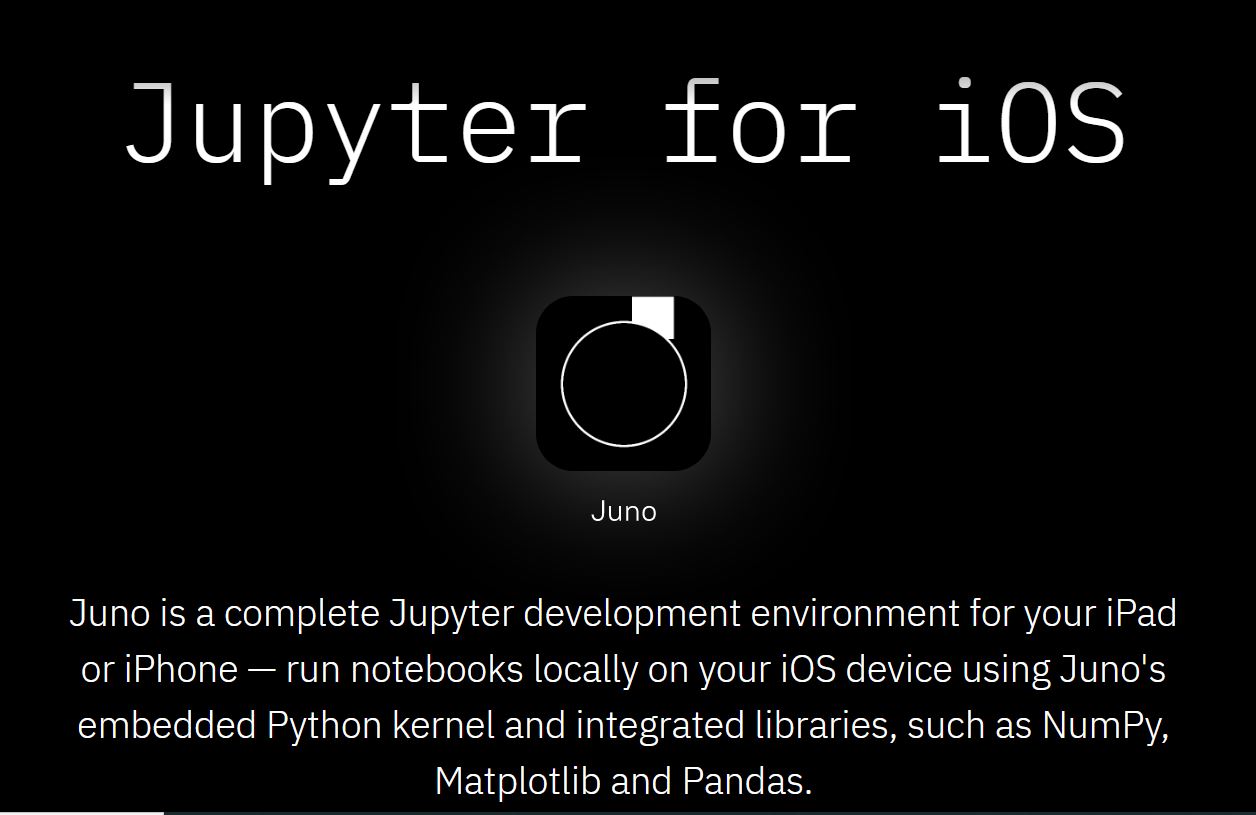 Jupyter for iOS
Juno
Juno is a complete Jupyter development environment for your iPad
or iPhone — run notebooks locally on your iOS device using Juno's
embedded Python kernel and integrated libraries, such as NumPy,
Matplotlib and Pandas.